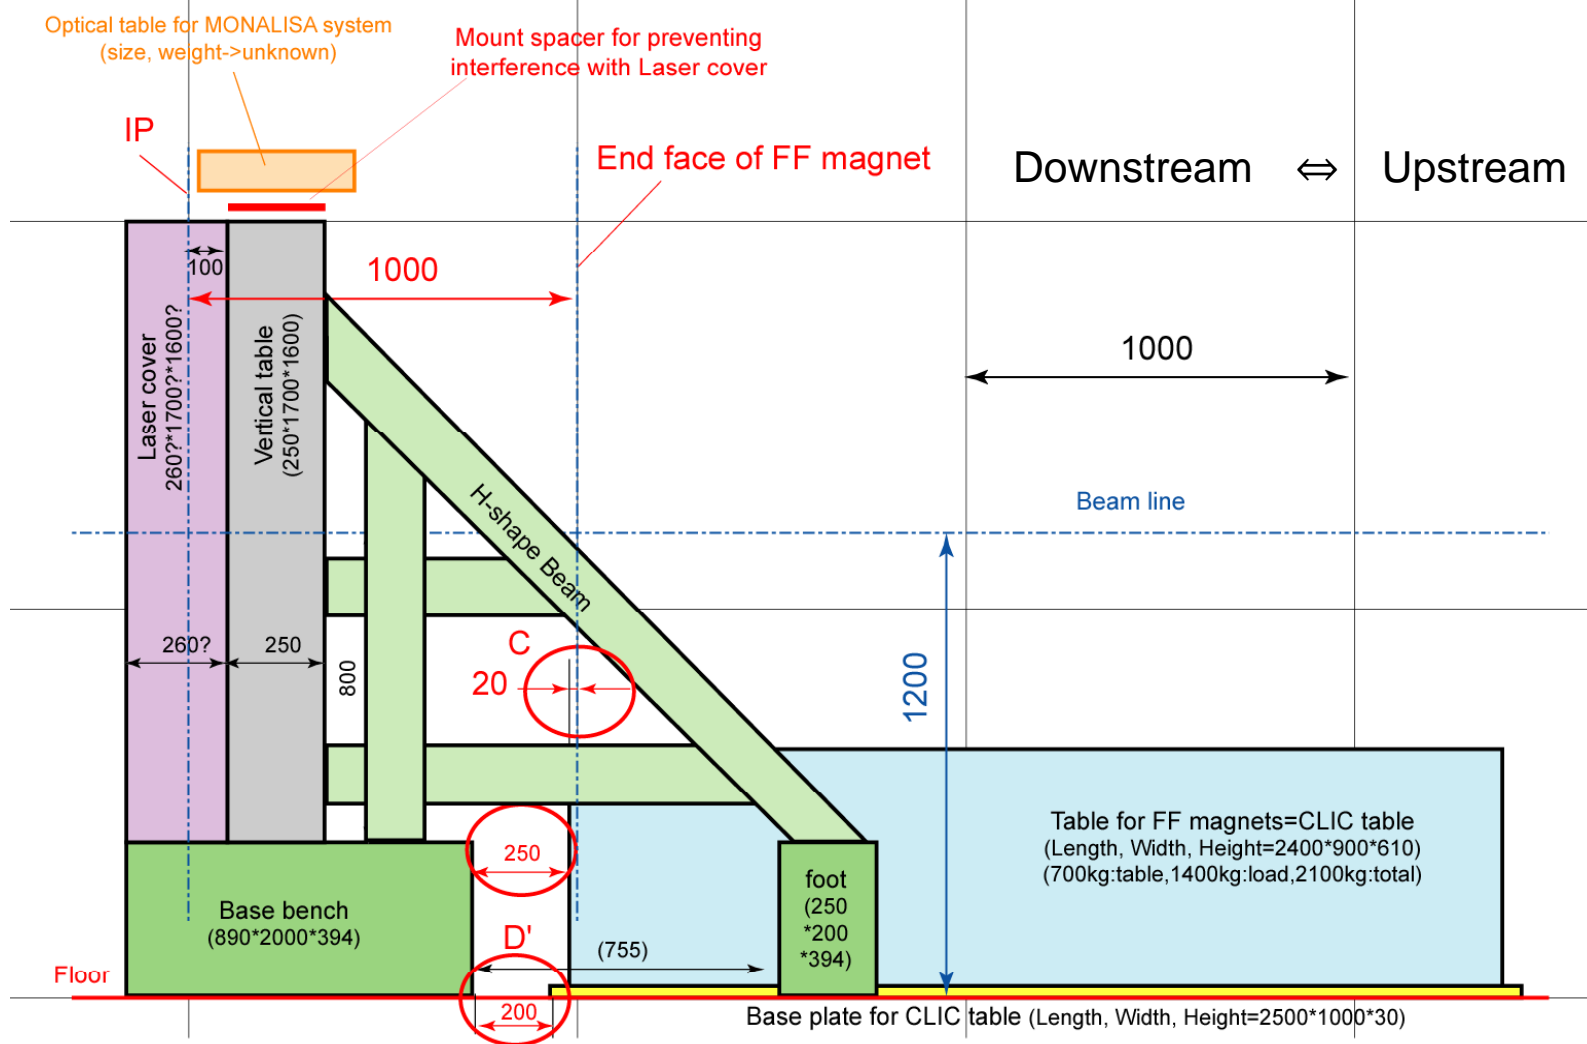 Optical table for MONALISA system
(size, weight->unknown)
Mount spacer for preventing
interference with Laser cover
IP
End face of FF magnet
Downstream ⇔ Upstream
100
1000
1000
Laser cover
260?*1700?*1600?
Vertical table
(250*1700*1600)
H-shape Beam
Beam line
C
260?
250
800
20
1200
Table for FF magnets=CLIC table
(Length, Width, Height=2400*900*610)
(700kg:table,1400kg:load,2100kg:total)
250
foot
(250
*200
*394)
Base bench
(890*2000*394)
D'
(755)
Floor
200
Base plate for CLIC table (Length, Width, Height=2500*1000*30)